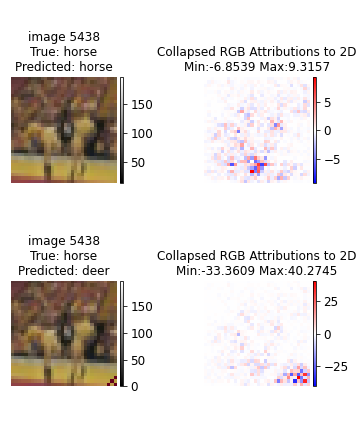 image 5438
True: horse
Predicted: horse
Collapsed RGB Attributions to 2D
Min:-6.8539 Max:9.3157
150
100
50
5
0
−5
image 5438
True: horse
Predicted: deer
Collapsed RGB Attributions to 2D
Min:-33.3609 Max:40.2745
150
100
50
0
25
0
−25